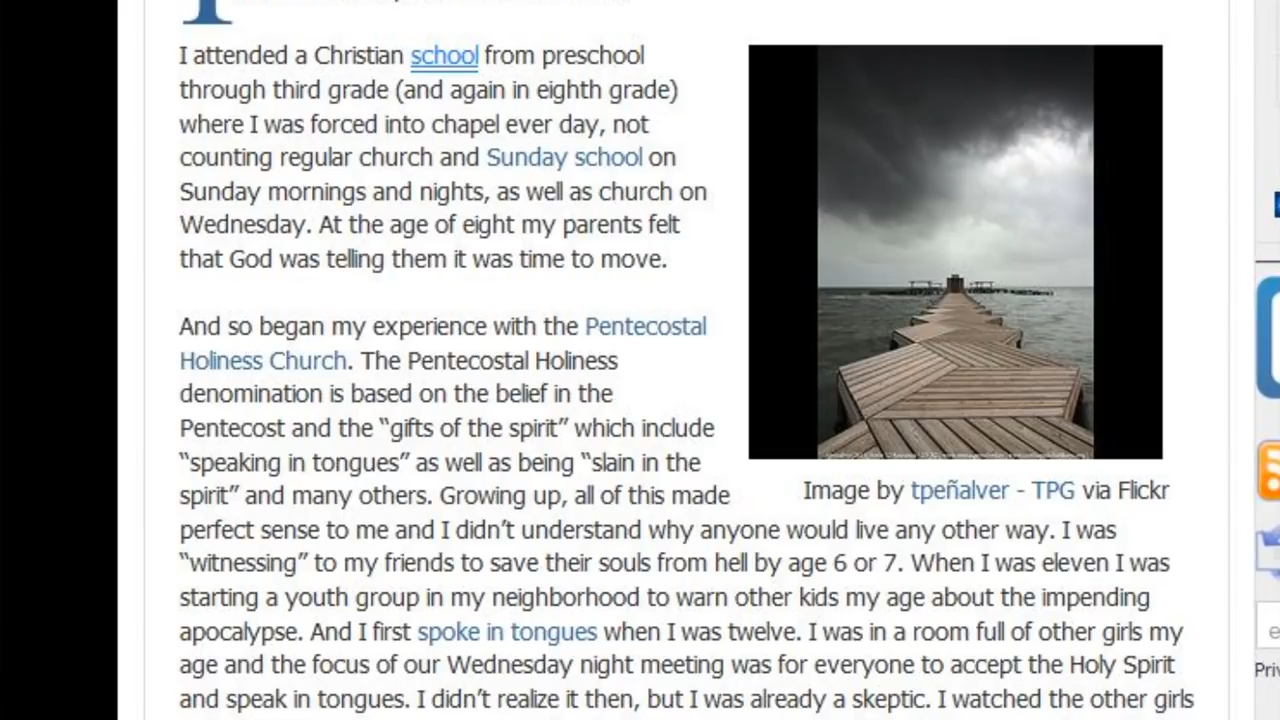 I attended a Christian school from preschool
through third grade (and again in eighth grade)
where I was forced into chapel ever day, not
counting regular church and Sunday school on
Sunday mornings and nights, as well as church on
Wednesday. At the age of eight my parents felt
that God was telling them it was time to move.
And so began my experience with the Pentecostal
Holiness Church. The Pentecostal Holiness
denomination is based on the belief in the
Pentecost and the “gifts of the spirit” which include
“speaking in tongues” as well as being “slain in the
spirit” and many others. Growing up, all of this made
Image by tpeñalver - TPG via Flickr
perfect sense to me and I didn’t understand why anyone would live any other way. I was
“witnessing” to my friends to save their souls from hell by age 6 or 7. When I was eleven I was
starting a youth group in my neighborhood to warn other kids my age about the impending
apocalypse. And I first spoke in tongues when I was twelve. I was in a room full of other girls my
age and the focus of our Wednesday night meeting was for everyone to accept the Holy Spirit
and speak in tongues. I didn’t realize it then, but I was already a skeptic. I watched the other girls
Priv